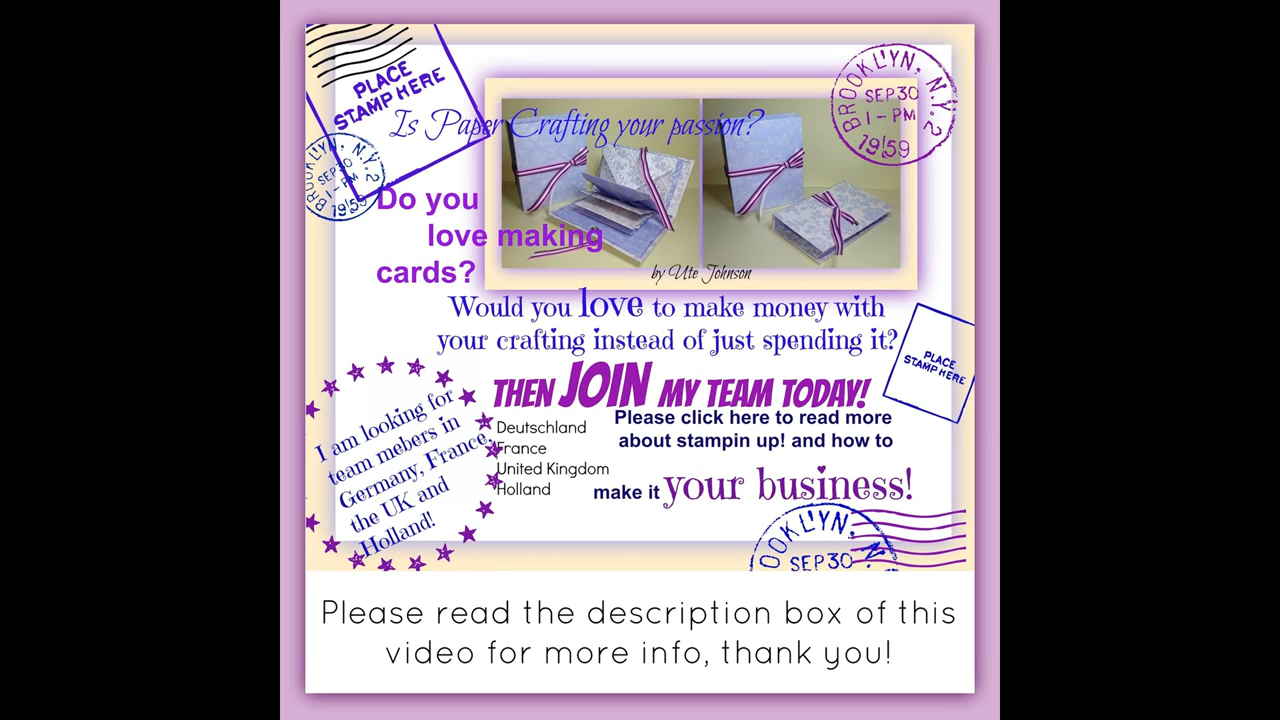 PLACE
STAMP HERE
BROOKLYN, N.Y.2
SEP 30
1 - PM
1959
BROOKLYN, N.Y.2
SEP 30
1 - PM
1959
Is Paper Crafting your passion?
Do you
love making
cards?
by Ute Johnson
Would you love to make money with
your crafting instead of just spending it?
THEN JOIN MY TEAM TODAY!
PLACE
STAMP HERE
Please click here to read more
about stampin up! and how to
make it your business!
Deutschland
France
United Kingdom
Holland
I am looking for
team mebers in
Germany, France,
the UK and
Holland!
OOKLYN, N
SEP 30
Please read the description box of this
video for more info, thank you!